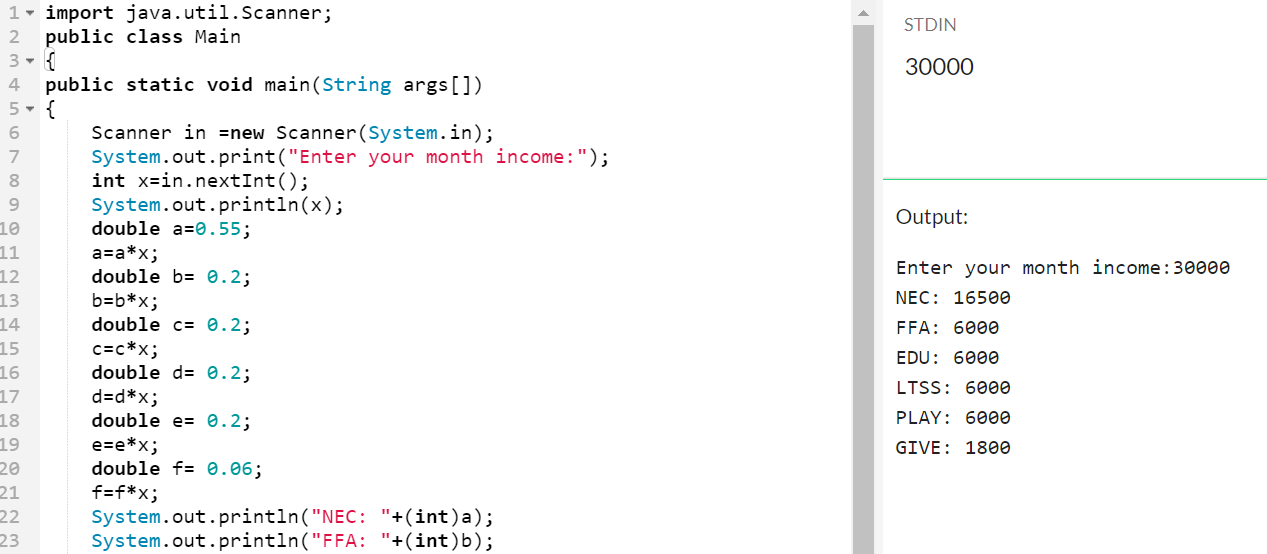 1 import java.util.Scanner;
2 public class Main
3 {
4 public static void main(String args[])
5 {
6 Scanner in =new Scanner(System.in);
7 System.out.print("Enter your month income:");
8 int x=in.nextInt();
9 System.out.println(x);
10 double a=0.55;
11 a=a*x;
12 double b= 0.2;
13 b=b*x;
14 double c= 0.2;
15 c=c*x;
16 double d= 0.2;
17 d=d*x;
18 double e= 0.2;
19 e=e*x;
20 double f= 0.06;
21 f=f*x;
22 System.out.println("NEC: "+(int)a);
23 System.out.println("FFA: "+(int)b);
STDIN
30000
Output:
Enter your month income:30000
NEC: 16500
FFA: 6000
EDU: 6000
LTSS: 6000
PLAY: 6000
GIVE: 1800